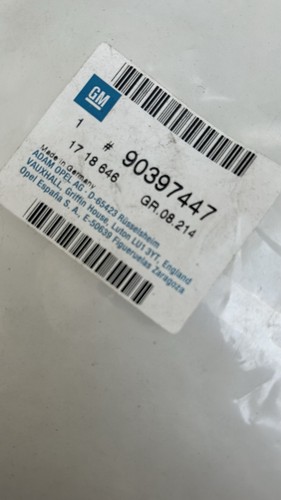 GM
1 # 90397447
17 18 646 GR.08.214
Made in Germany
ADAM OPEL AG · D-65423 Rüsselsheim
VAUXHALL, Griffin House, Luton LU1 3YT, England
Opel España S. A., E-50639 Figueruelas Zaragoza